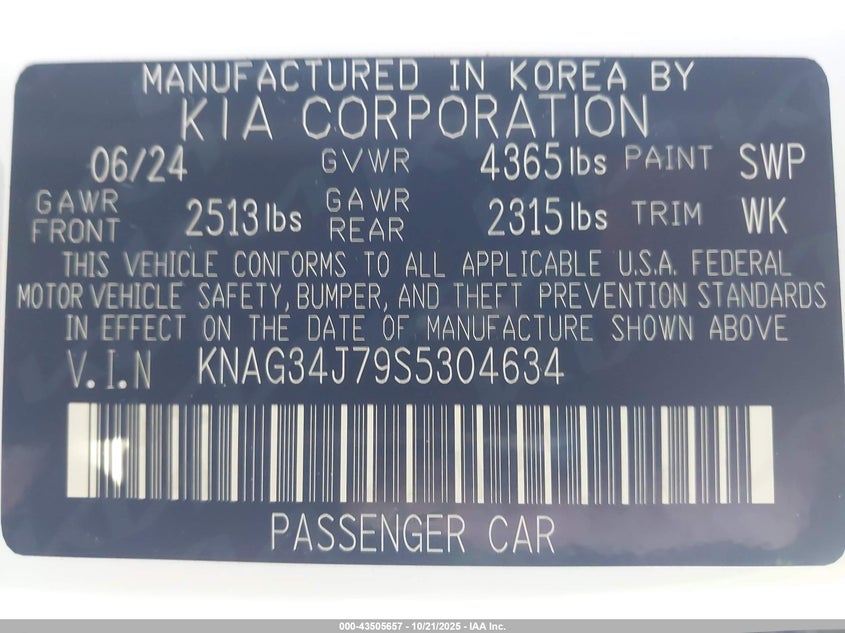 MANUFACTURED IN KOREA BY
KIA CORPORATION
06/24 GVWR 4365 lbs PAINT SWP
GAWR FRONT 2513 lbs GAWR REAR 2315 lbs TRIM WK
THIS VEHICLE CONFORMS TO ALL APPLICABLE U.S.A. FEDERAL
MOTOR VEHICLE SAFETY, BUMPER, AND THEFT PREVENTION STANDARDS
IN EFFECT ON THE DATE OF MANUFACTURE SHOWN ABOVE
V.I.N KNAG34J79S5304634
PASSENGER CAR
000-43505657 - 10/21/2025 - IAA Inc.